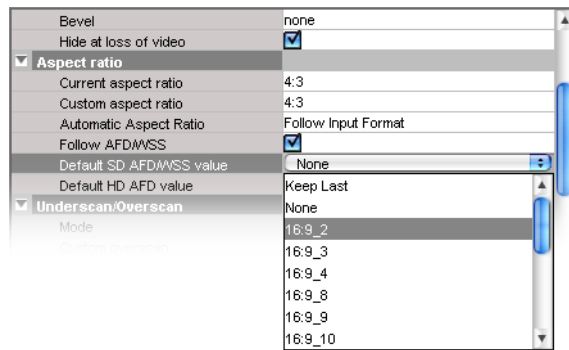 Bevel none
Hide at loss of video
Aspect ratio
Current aspect ratio 4:3
Custom aspect ratio 4:3
Automatic Aspect Ratio Follow Input Format
Follow AFD/WSS
Default SD AFD/WSS value None
Default HD AFD value Keep Last
Underscan/Overscan None
Mode 16:9_2
Custom overscan 16:9_3
16:9_4
16:9_8
16:9_9
16:9_10